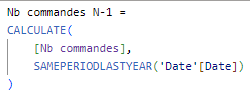 Nb commandes N-1 =
CALCULATE(
    [Nb commandes],
    SAMEPERIODLASTYEAR('Date'[Date])
)